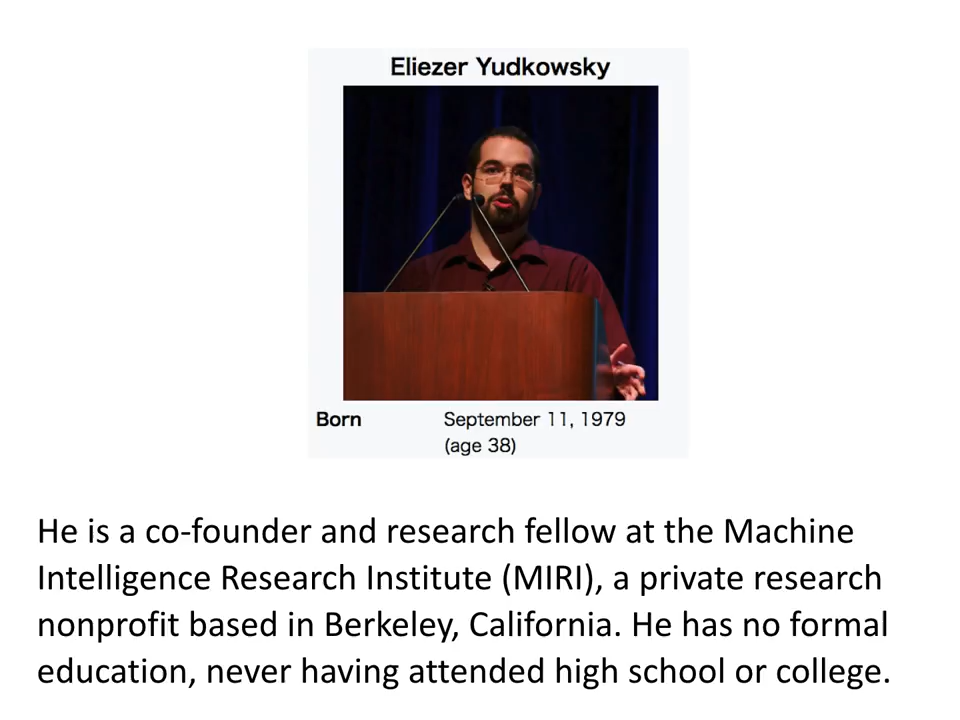 Eliezer Yudkowsky
Born September 11, 1979
(age 38)
He is a co-founder and research fellow at the Machine
Intelligence Research Institute (MIRI), a private research
nonprofit based in Berkeley, California. He has no formal
education, never having attended high school or college.